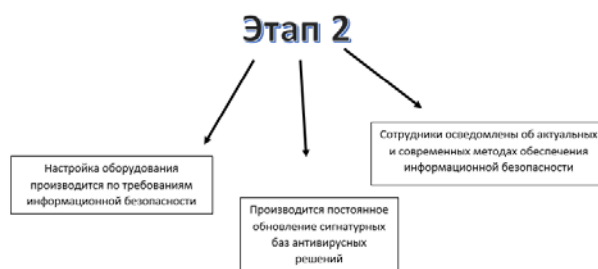 Этап 2
Настройка оборудования
производится по требованиям
информационной безопасности
Производится постоянное
обновление сигнатурных
баз антивирусных
решений
Сотрудники осведомлены об актуальных
и современных методах обеспечения
информационной безопасности